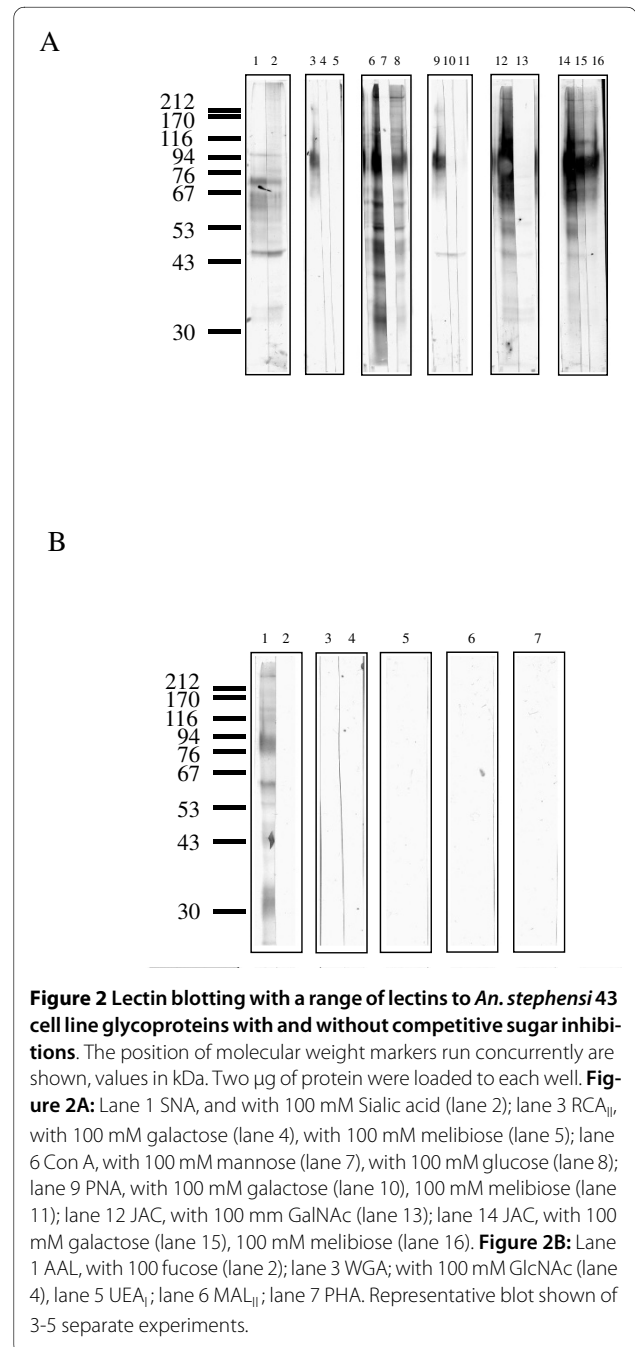 A
1 2 3 4 5 6 7 8 9 10 11 12 13 14 15 16
212
170
116
94
76
67
53
43
30
B
1 2 3 4 5 6 7
212
170
116
94
76
67
53
43
30
Figure 2 Lectin blotting with a range of lectins to An. stephensi 43
cell line glycoproteins with and without competitive sugar inhibi-
tions. The position of molecular weight markers run concurrently are
shown, values in kDa. Two µg of protein were loaded to each well. Fig-
ure 2A: Lane 1 SNA, and with 100 mM Sialic acid (lane 2); lane 3 RCA_II,
with 100 mM galactose (lane 4), with 100 mM melibiose (lane 5); lane
6 Con A, with 100 mM mannose (lane 7), with 100 mM glucose (lane 8);
lane 9 PNA, with 100 mM galactose (lane 10), 100 mM melibiose (lane
11); lane 12 JAC, with 100 mm GalNAc (lane 13); lane 14 JAC, with 100
mM galactose (lane 15), 100 mM melibiose (lane 16). Figure 2B: Lane
1 AAL, with 100 fucose (lane 2); lane 3 WGA; with 100 mM GlcNAc (lane
4), lane 5 UEA_I; lane 6 MAL_II; lane 7 PHA. Representative blot shown of
3-5 separate experiments.